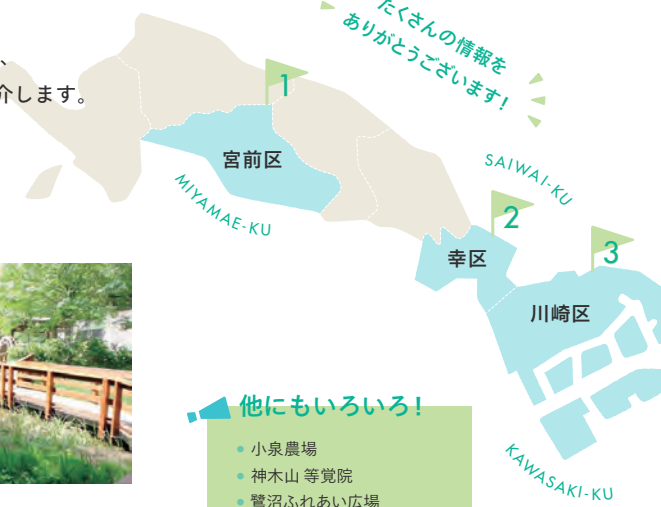 、
介します。
たくさんの情報を
ありがとうございます!
1
宮前区
MIYAMAE-KU
SAIWAI-KU
2
幸区
3
川崎区
KAWASAKI-KU
他にもいろいろ!
小泉農場
神木山 等覚院
鷺沼ふれあい広場